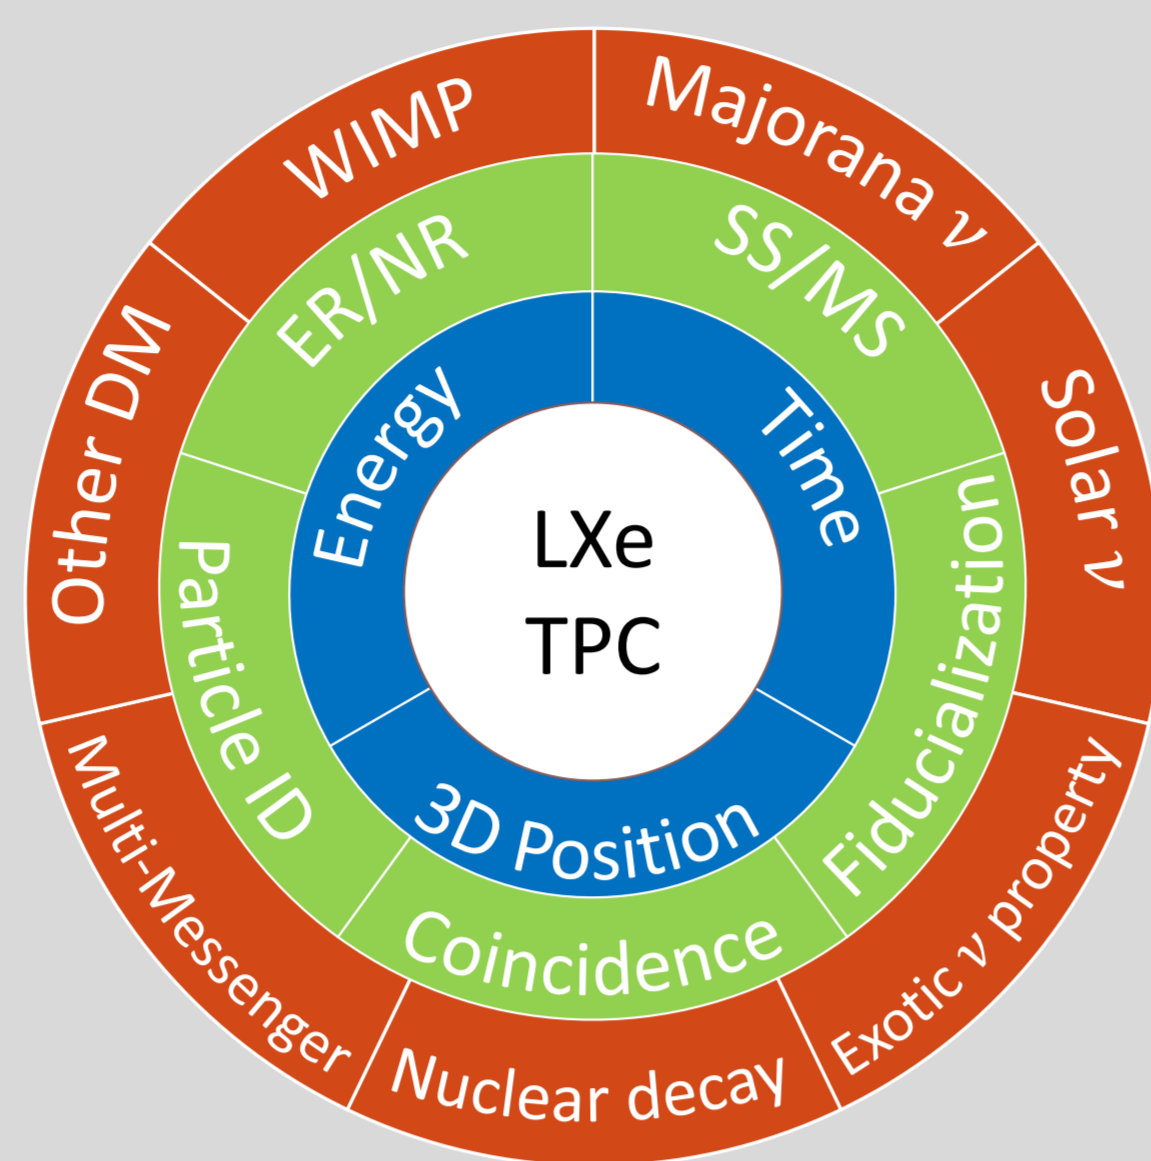 WIMP
Majorana ν
Solar ν
Exotic ν property
Nuclear decay
Multi-Messenger
Other DM
ER/NR
SS/MS
Fiducialization
Coincidence
Particle ID
Energy
Time
3D Position
LXe
TPC